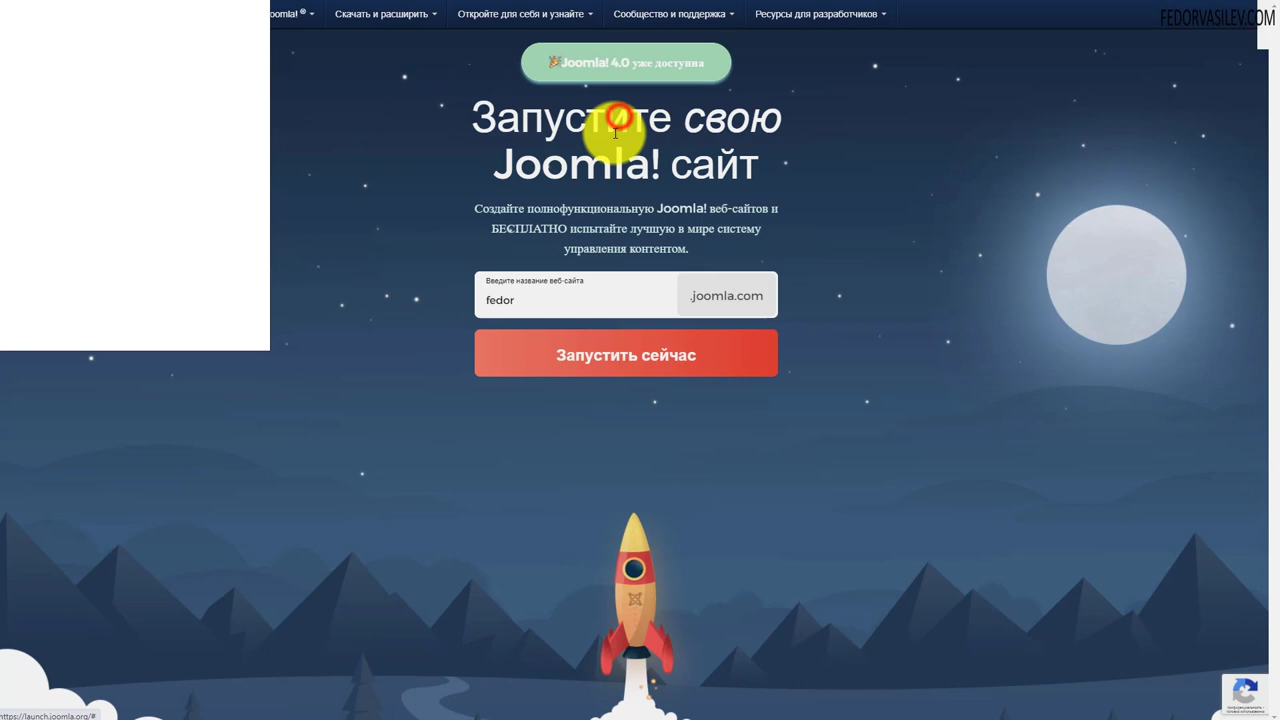 oomla! ®
Скачать и расширить
Откройте для себя и узнайте
Сообщество и поддержка
Ресурсы для разработчиков
FEDORVASILEV.COM
Joomla! 4.0 уже доступна
Запустите свою
Joomla! сайт
Создайте полнофункциональную Joomla! веб-сайтов и
БЕСПЛАТНО испытайте лучшую в мире систему
управления контентом.
Введите название веб-сайта
fedor
.joomla.com
Запустить сейчас
https://launch.joomla.org/#